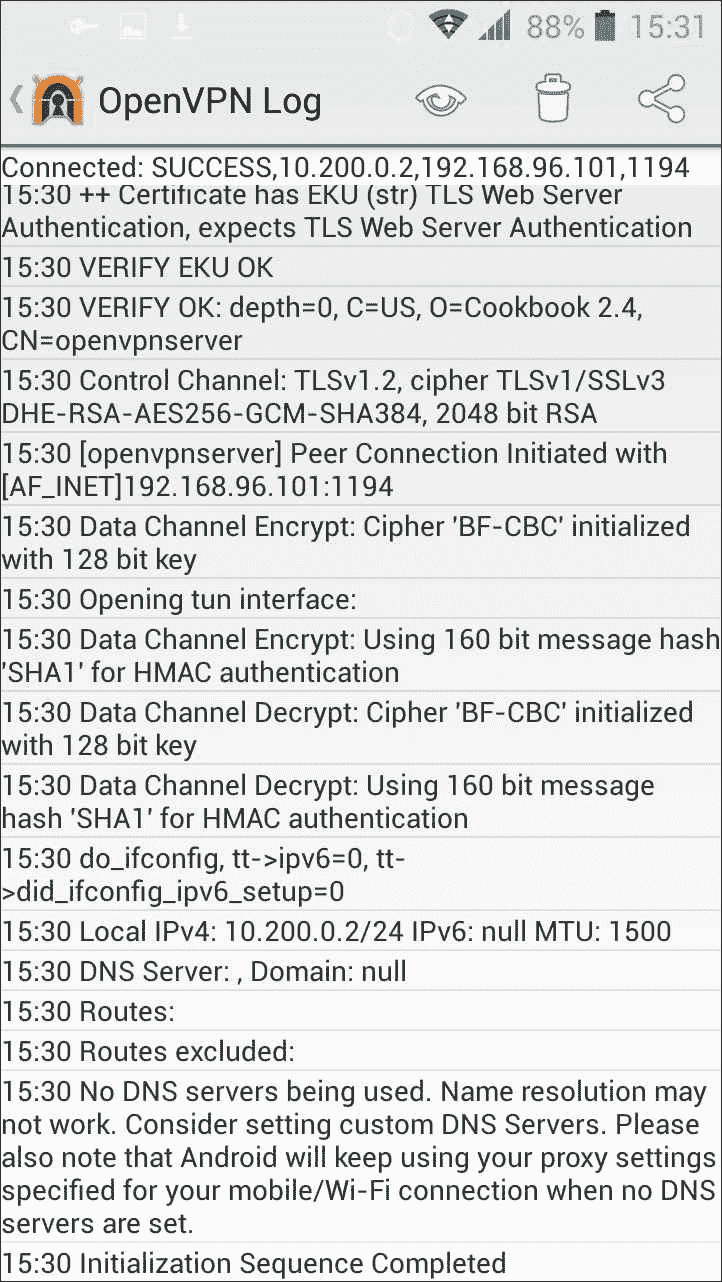 88% 15:31
OpenVPN Log
Connected: SUCCESS,10.200.0.2,192.168.96.101,1194
15:30 ++ Certificate has EKU (str) TLS Web Server
Authentication, expects TLS Web Server Authentication
15:30 VERIFY EKU OK
15:30 VERIFY OK: depth=0, C=US, O=Cookbook 2.4,
CN=openvpnserver
15:30 Control Channel: TLSv1.2, cipher TLSv1/SSLv3
DHE-RSA-AES256-GCM-SHA384, 2048 bit RSA
15:30 [openvpnserver] Peer Connection Initiated with
[AF_INET]192.168.96.101:1194
15:30 Data Channel Encrypt: Cipher 'BF-CBC' initialized
with 128 bit key
15:30 Opening tun interface:
15:30 Data Channel Encrypt: Using 160 bit message hash
'SHA1' for HMAC authentication
15:30 Data Channel Decrypt: Cipher 'BF-CBC' initialized
with 128 bit key
15:30 Data Channel Decrypt: Using 160 bit message
hash 'SHA1' for HMAC authentication
15:30 do_ifconfig, tt->ipv6=0, tt-
>did_ifconfig_ipv6_setup=0
15:30 Local IPv4: 10.200.0.2/24 IPv6: null MTU: 1500
15:30 DNS Server: , Domain: null
15:30 Routes:
15:30 Routes excluded:
15:30 No DNS servers being used. Name resolution may
not work. Consider setting custom DNS Servers. Please
also note that Android will keep using your proxy settings
specified for your mobile/Wi-Fi connection when no DNS
servers are set.
15:30 Initialization Sequence Completed